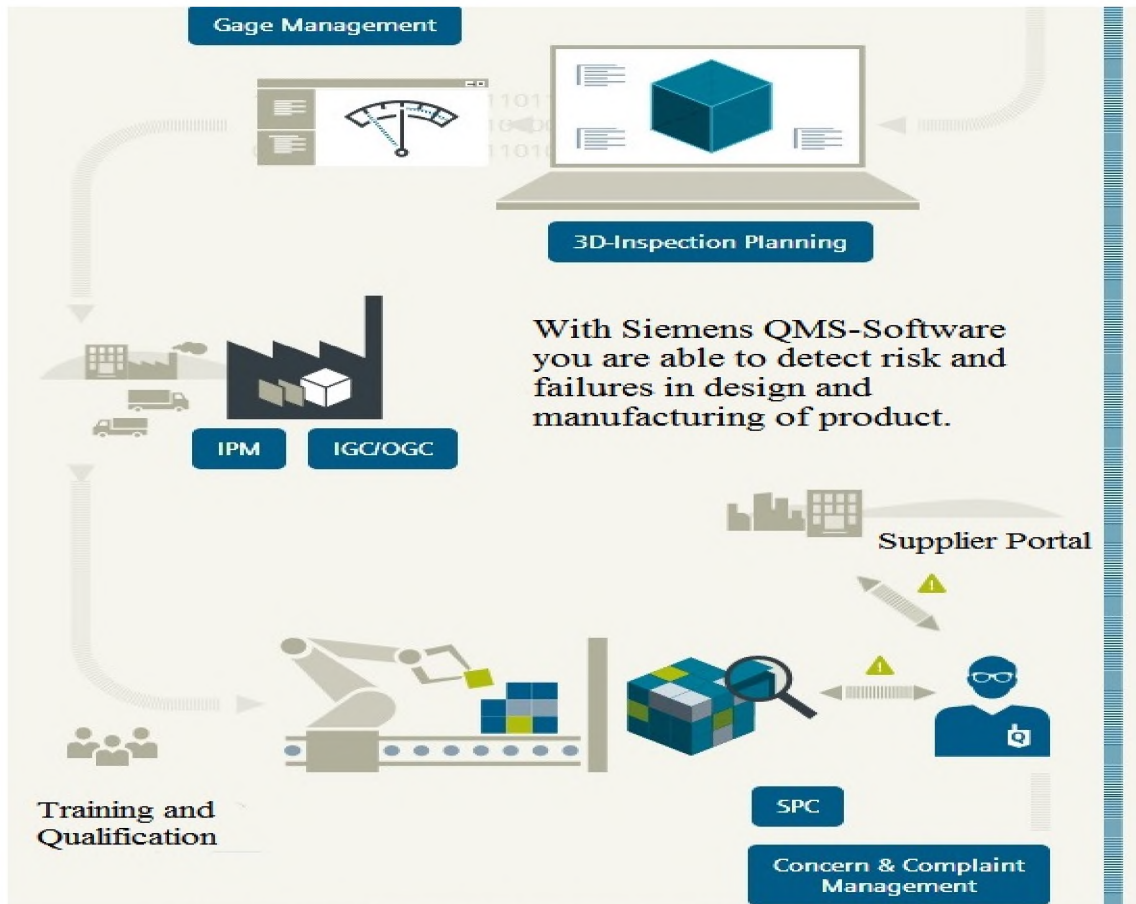 Gage Management
3D-Inspection Planning
With Siemens QMS-Software
you are able to detect risk and
failures in design and
manufacturing of product.
IPM
IGC/OGC
Supplier Portal
Q
Training and
Qualification
SPC
Concern & Complaint
Management